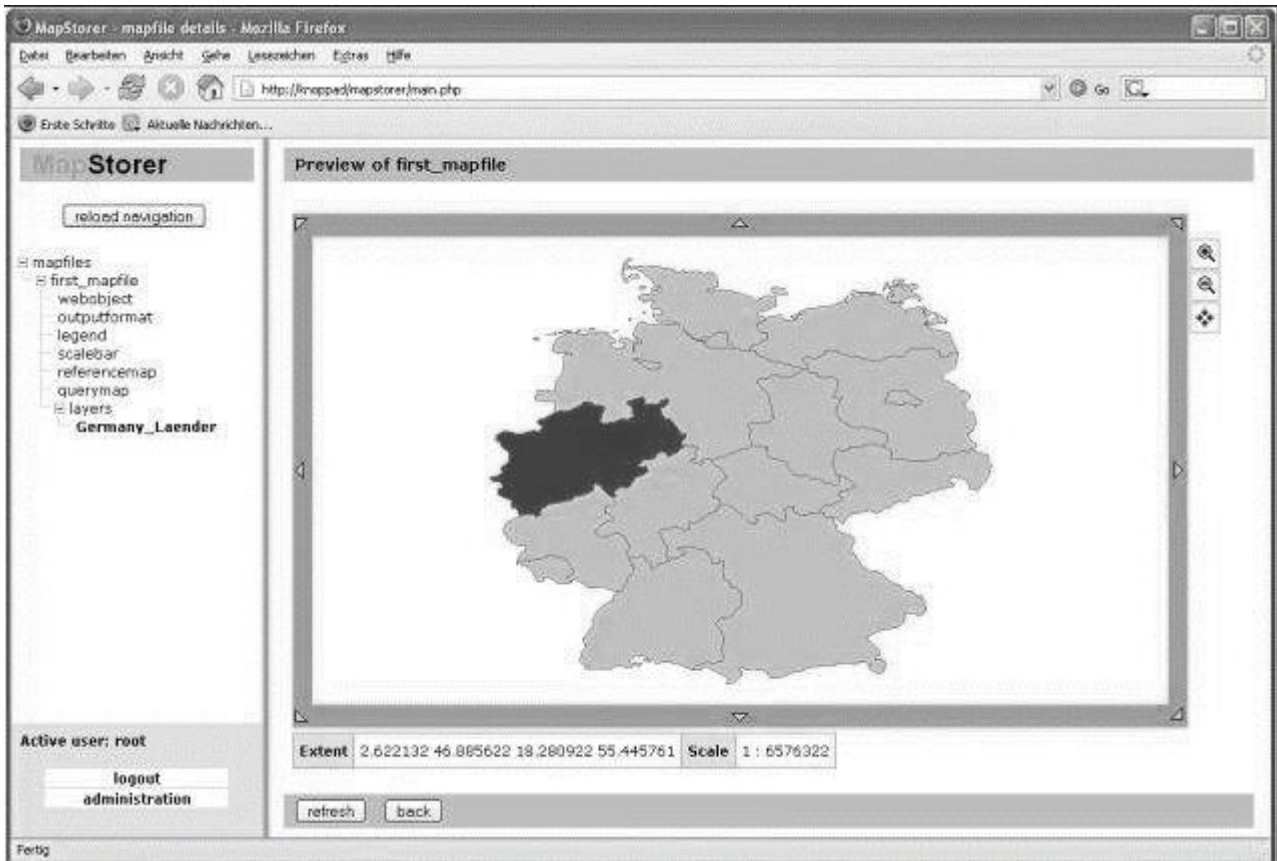 MapStorer - mapfile details - Mozilla Firefox
Datei Bearbeiten Ansicht Gehe Lesezeichen Extras Hilfe
http://knoppad/mapstorer/main.php
Go
Erste Schritte Aktuelle Nachrichten...
MapStorer
Preview of first_mapfile
reload navigation
mapfiles
first_mapfile
webobject
outputformat
legend
scalebar
referencemap
querymap
layers
Germany_Laender
Active user: root
Extent 2.622132 46.885622 18.280922 55.445761 Scale 1 : 6576322
logout
administration
refresh back
Fertig